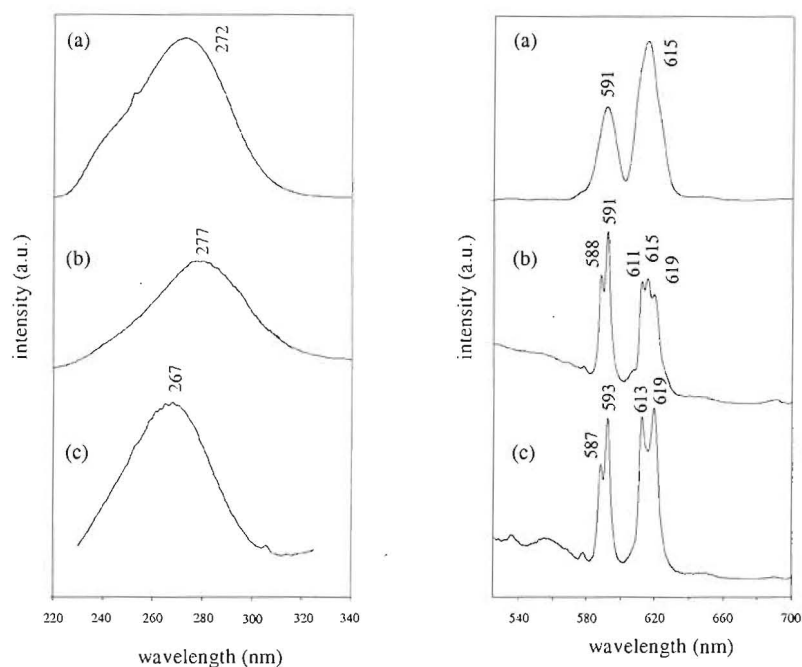 (a)
272
(b)
277
(c)
267
intensity (a.u.)
220 240 260 280 300 320 340
wavelength (nm)
(a)
591
615
(b)
588
591
611
615
619
(c)
587
593
613
619
intensity (a.u.)
540 580 620 660 700
wavelength (nm)